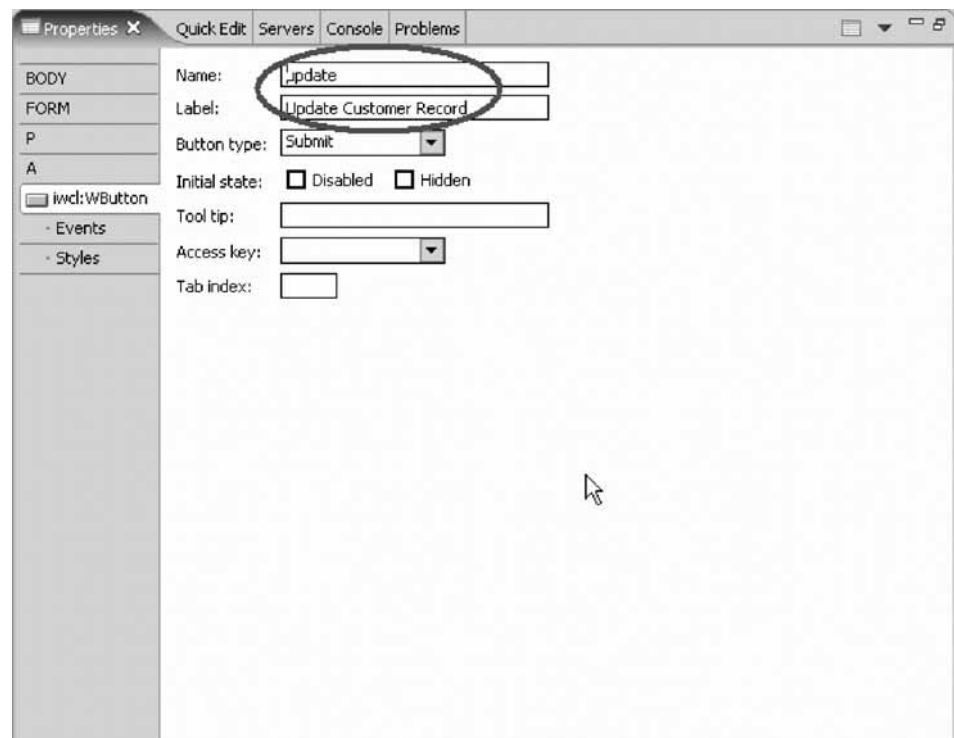 Properties Quick Edit Servers Console Problems
BODY
FORM
P
A
iwcl:WButton
- Events
- Styles
Name: update
Label: Update Customer Record
Button type: Submit
Initial state: Disabled Hidden
Tool tip:
Access key:
Tab index: